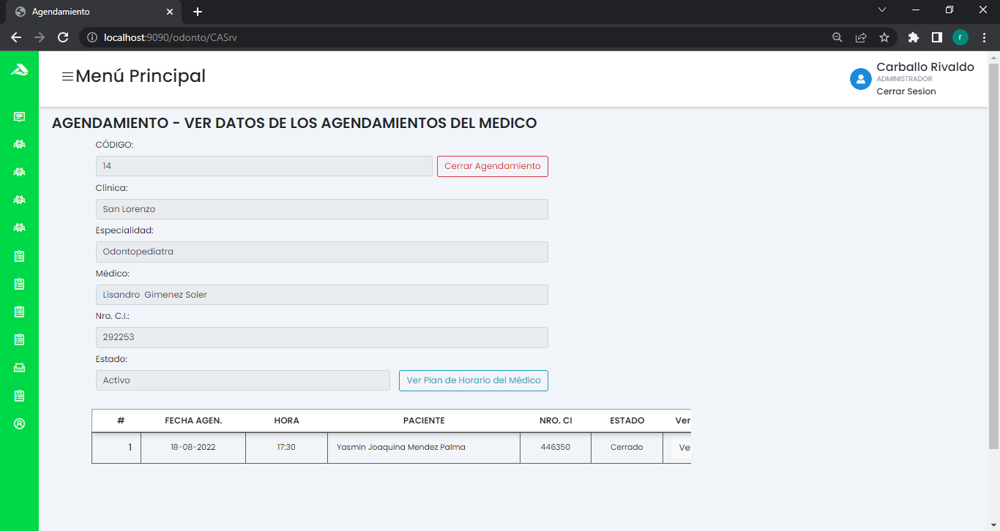 Agendamiento
localhost:9090/odonto/CASrv
r
Menú Principal
Carballo Rivaldo
ADMINISTRADOR
Cerrar Sesion
AGENDAMIENTO - VER DATOS DE LOS AGENDAMIENTOS DEL MEDICO
CÓDIGO:
14 Cerrar Agendamiento
Clinica:
San Lorenzo
Especialidad:
Odontopediatra
Médico:
Lisandro Gimenez Soler
Nro. C.I.:
292253
Estado:
Activo Ver Plan de Horario del Médico
# FECHA AGEN. HORA PACIENTE NRO. CI ESTADO Ver
1 18-08-2022 17:30 Yasmin Joaquina Mendez Palma 446350 Cerrado Ve